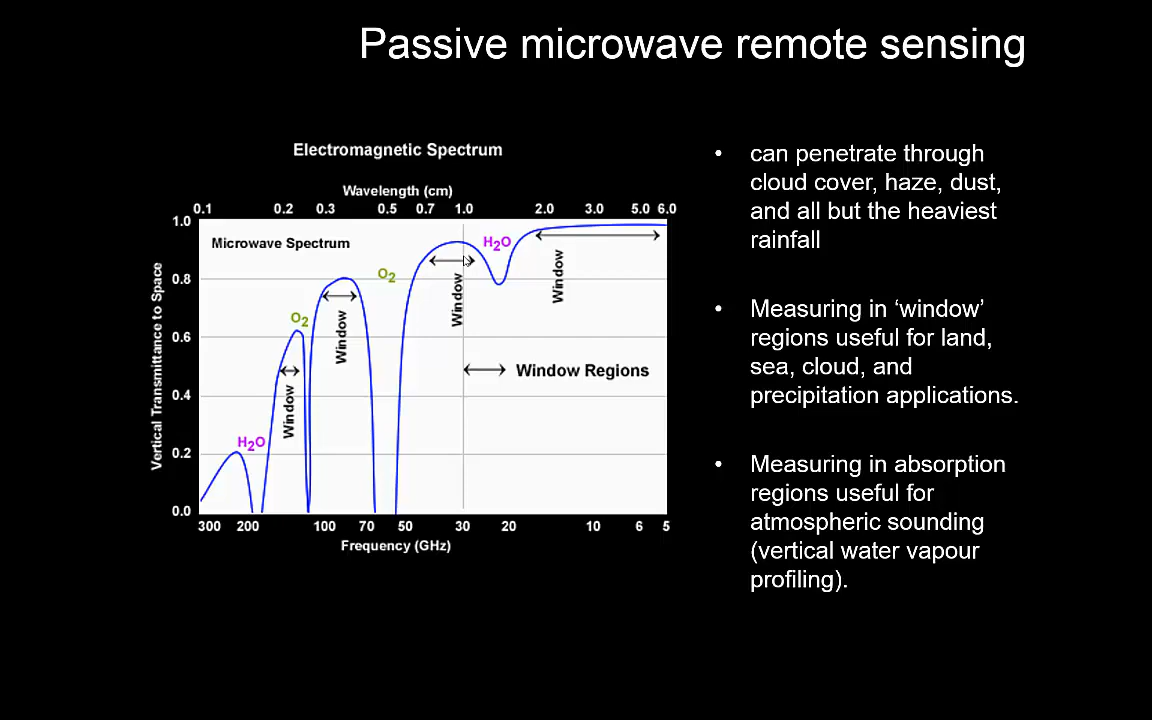 Passive microwave remote sensing
Electromagnetic Spectrum
Wavelength (cm)
0.1 0.2 0.3 0.5 0.7 1.0 2.0 3.0 5.0 6.0
Microwave Spectrum
Vertical Transmittance to Space
1.0
0.8
0.6
0.4
0.2
0.0
H2O
O2
O2
H2O
Window
Window
Window
Window
Window Regions
300 200 100 70 50 30 20 10 6 5
Frequency (GHz)
• can penetrate through
cloud cover, haze, dust,
and all but the heaviest
rainfall
• Measuring in ‘window’
regions useful for land,
sea, cloud, and
precipitation applications.
• Measuring in absorption
regions useful for
atmospheric sounding
(vertical water vapour
profiling).